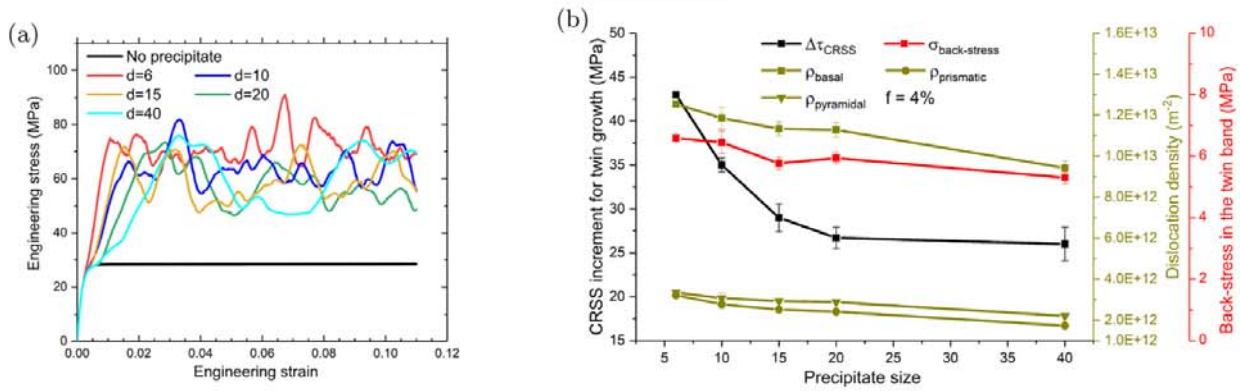 (a)
Engineering stress (MPa)
100
80
60
40
20
0
No precipitate
d=6
d=10
d=15
d=20
d=40
0.00
0.02
0.04
0.06
0.08
0.10
0.12
Engineering strain
(b)
CRSS increment for twin growth (MPa)
50
45
40
35
30
25
20
15
ΔτCRSS
σback-stress
ρbasal
ρprismatic
ρpyramidal
f = 4%
5
10
15
20
25
30
35
40
Precipitate size
1.6E+13
1.4E+13
1.2E+13
1.0E+13
8.0E+12
6.0E+12
4.0E+12
2.0E+12
1.0E+12
Dislocation density (m-2)
10
8
6
4
2
0
Back-stress in the twin band (MPa)